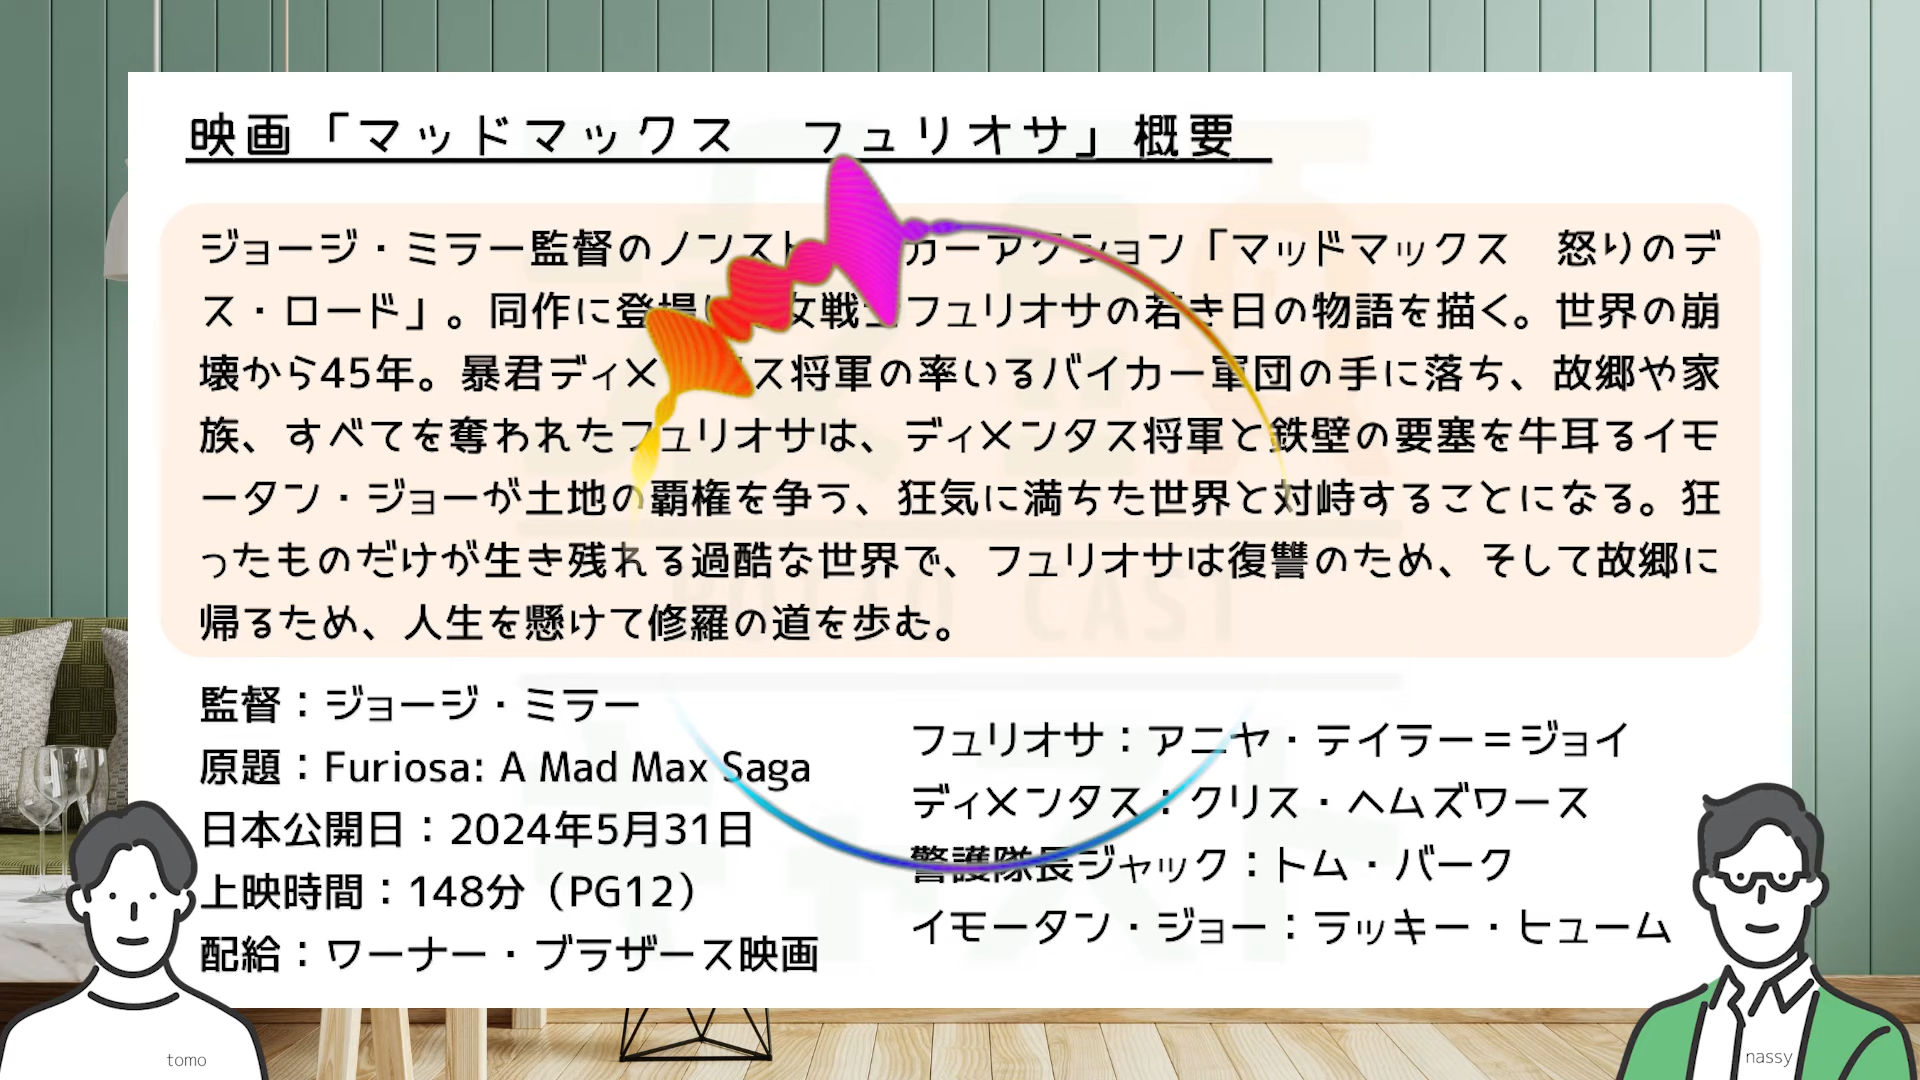 映画「マッドマックス　フュリオサ」概要
ジョージ・ミラー監督のノンスト カーアクション「マッドマックス　怒りのデ
ス・ロード」。同作に登場 女戦士フュリオサの若き日の物語を描く。世界の崩
壊から45年。暴君ディメ ス将軍の率いるバイカー軍団の手に落ち、故郷や家
族、すべてを奪われたフュリオサは、ディメンタス将軍と鉄壁の要塞を牛耳るイモ
ータン・ジョーが土地の覇権を争う、狂気に満ちた世界と対峙することになる。狂
ったものだけが生き残れる過酷な世界で、フュリオサは復讐のため、そして故郷に
帰るため、人生を懸けて修羅の道を歩む。
監督：ジョージ・ミラー
原題：Furiosa: A Mad Max Saga
日本公開日：2024年5月31日
上映時間：148分（PG12）
配給：ワーナー・ブラザース映画
フュリオサ：アニヤ・テイラー＝ジョイ
ディメンタス：クリス・ヘムズワース
警護隊長ジャック：トム・バーク
イモータン・ジョー：ラッキー・ヒューム
tomo
nassy